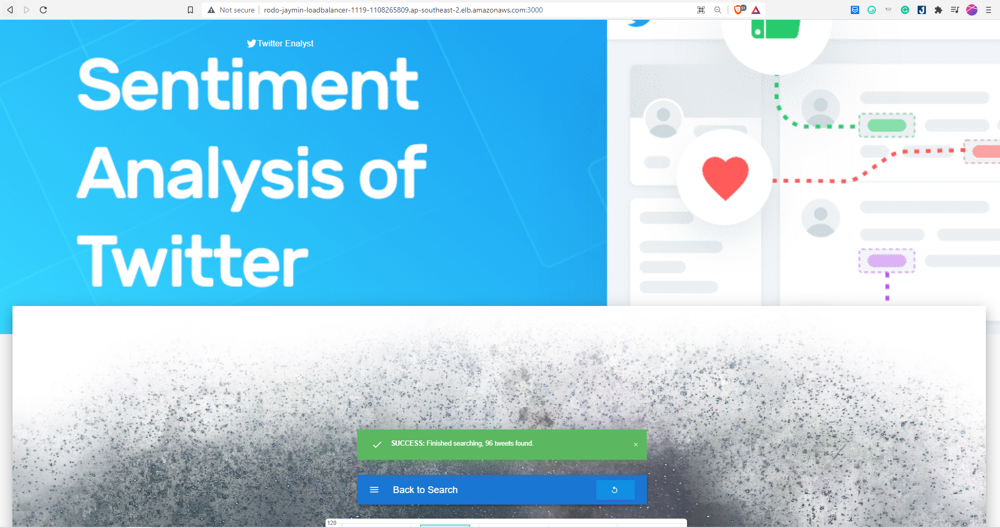 Not secure
rodo-jaymin-loadbalancer-1119-1108265809.ap-southeast-2.elb.amazonaws.com:3000
51
Twitter Enalyst
Sentiment
Analysis of
Twitter
SUCCESS: Finished searching, 96 tweets found.
×
Back to Search
120